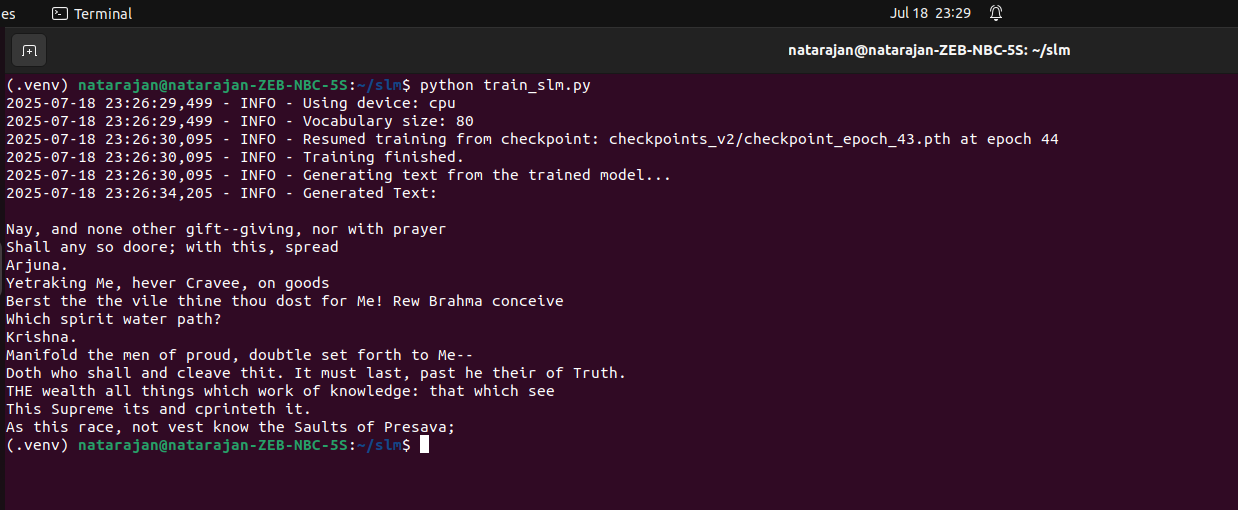 es Terminal Jul 18 23:29
natarajan@natarajan-ZEB-NBC-5S: ~/slm
(.venv) natarajan@natarajan-ZEB-NBC-5S:~/slm$ python train_slm.py
2025-07-18 23:26:29,499 - INFO - Using device: cpu
2025-07-18 23:26:29,499 - INFO - Vocabulary size: 80
2025-07-18 23:26:30,095 - INFO - Resumed training from checkpoint: checkpoints_v2/checkpoint_epoch_43.pth at epoch 44
2025-07-18 23:26:30,095 - INFO - Training finished.
2025-07-18 23:26:30,095 - INFO - Generating text from the trained model...
2025-07-18 23:26:34,205 - INFO - Generated Text:
Nay, and none other gift--giving, nor with prayer
Shall any so doore; with this, spread
Arjuna.
Yetraking Me, hever Cravee, on goods
Berst the the vile thine thou dost for Me! Rew Brahma conceive
Which spirit water path?
Krishna.
Manifold the men of proud, doubtle set forth to Me--
Doth who shall and cleave thit. It must last, past he their of Truth.
THE wealth all things which work of knowledge: that which see
This Supreme its and cprinteth it.
As this race, not vest know the Saults of Presava;
(.venv) natarajan@natarajan-ZEB-NBC-5S:~/slm$